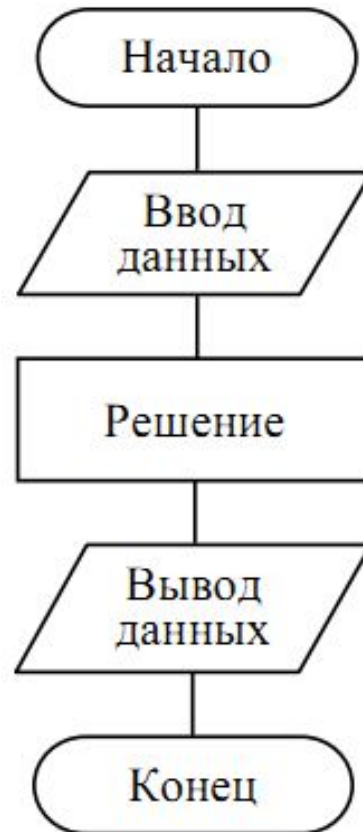 Начало
Ввод
данных
Решение
Вывод
данных
Конец